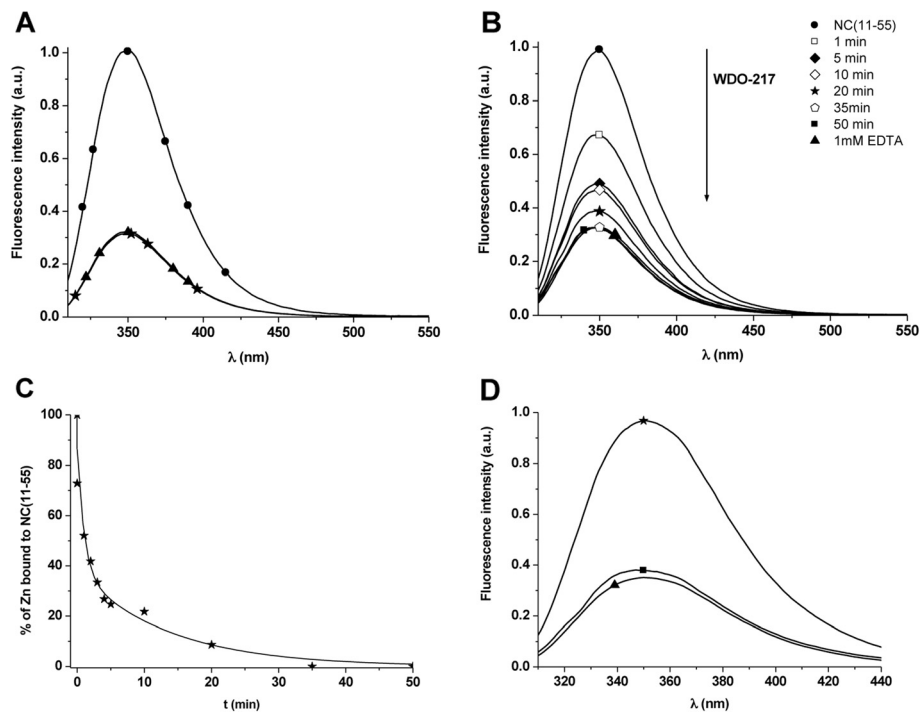 A
Fluorescence intensity (a.u.)
1.0
0.8
0.6
0.4
0.2
0.0
350 400 450 500 550
λ (nm)
B
Fluorescence intensity (a.u.)
1.0
0.8
0.6
0.4
0.2
0.0
350 400 450 500 550
λ (nm)
WDO-217
NC(11-55)
1 min
5 min
10 min
20 min
35min
50 min
1mM EDTA
C
% of Zn bound to NC(11-55)
100
80
60
40
20
0
0 10 20 30 40 50
t (min)
D
Fluorescence intensity (a.u.)
1.0
0.8
0.6
0.4
0.2
0.0
320 340 360 380 400 420 440
λ (nm)